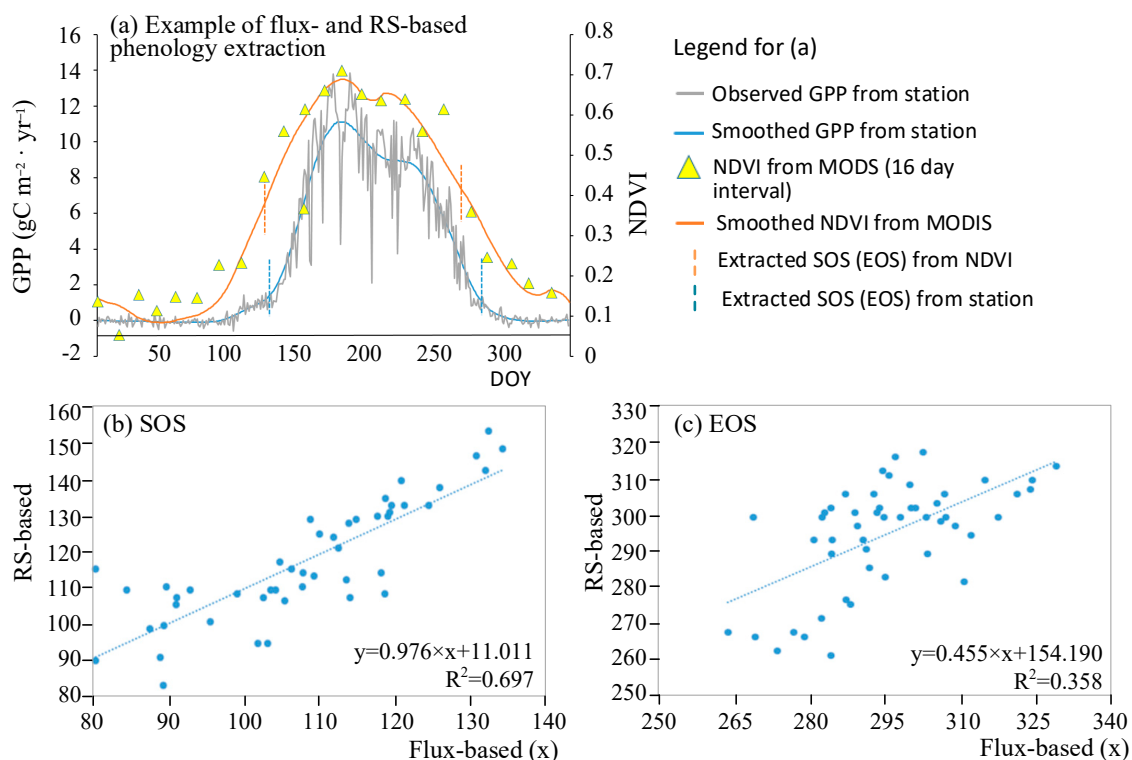 (a) Example of flux- and RS-based
phenology extraction
16
14
12
10
8
6
4
2
0
-2
GPP (gC m⁻² · yr⁻¹)
50
100
150
200
250
300
DOY
0.8
0.7
0.6
0.5
0.4
0.3
0.2
0.1
0
NDVI
Legend for (a)
Observed GPP from station
Smoothed GPP from station
NDVI from MODS (16 day
interval)
Smoothed NDVI from MODIS
Extracted SOS (EOS) from NDVI
Extracted SOS (EOS) from station
(b) SOS
160
150
140
130
120
110
100
90
80
RS-based
y=0.976×x+11.011
R²=0.697
80
90
100
110
120
130
140
Flux-based (x)
(c) EOS
330
320
310
300
290
280
270
260
250
RS-based
y=0.455×x+154.190
R²=0.358
250
265
280
295
310
325
340
Flux-based (x)